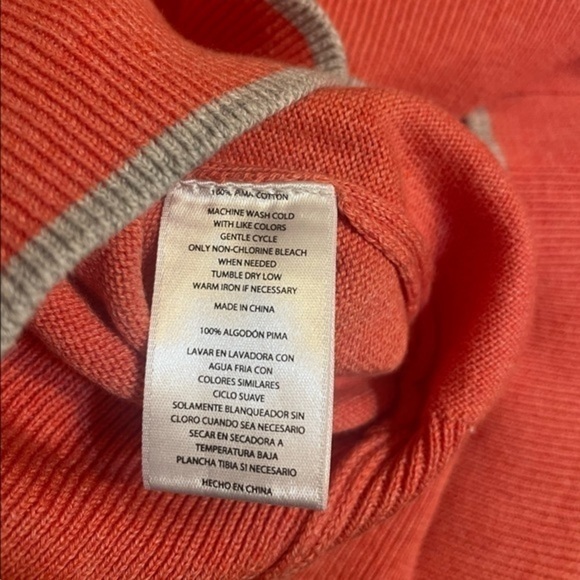 100% PIMA COTTON
MACHINE WASH COLD
WITH LIKE COLORS
GENTLE CYCLE
ONLY NON-CHLORINE BLEACH
WHEN NEEDED
TUMBLE DRY LOW
WARM IRON IF NECESSARY
MADE IN CHINA
100% ALGODÓN PIMA
LAVAR EN LAVADORA CON
AGUA FRIA CON
COLORES SIMILARES
CICLO SUAVE
SOLAMENTE BLANQUEADOR SIN
CLORO CUANDO SEA NECESARIO
SECAR EN SECADORA A
TEMPERATURA BAJA
PLANCHA TIBIA SI NECESARIO
HECHO EN CHINA